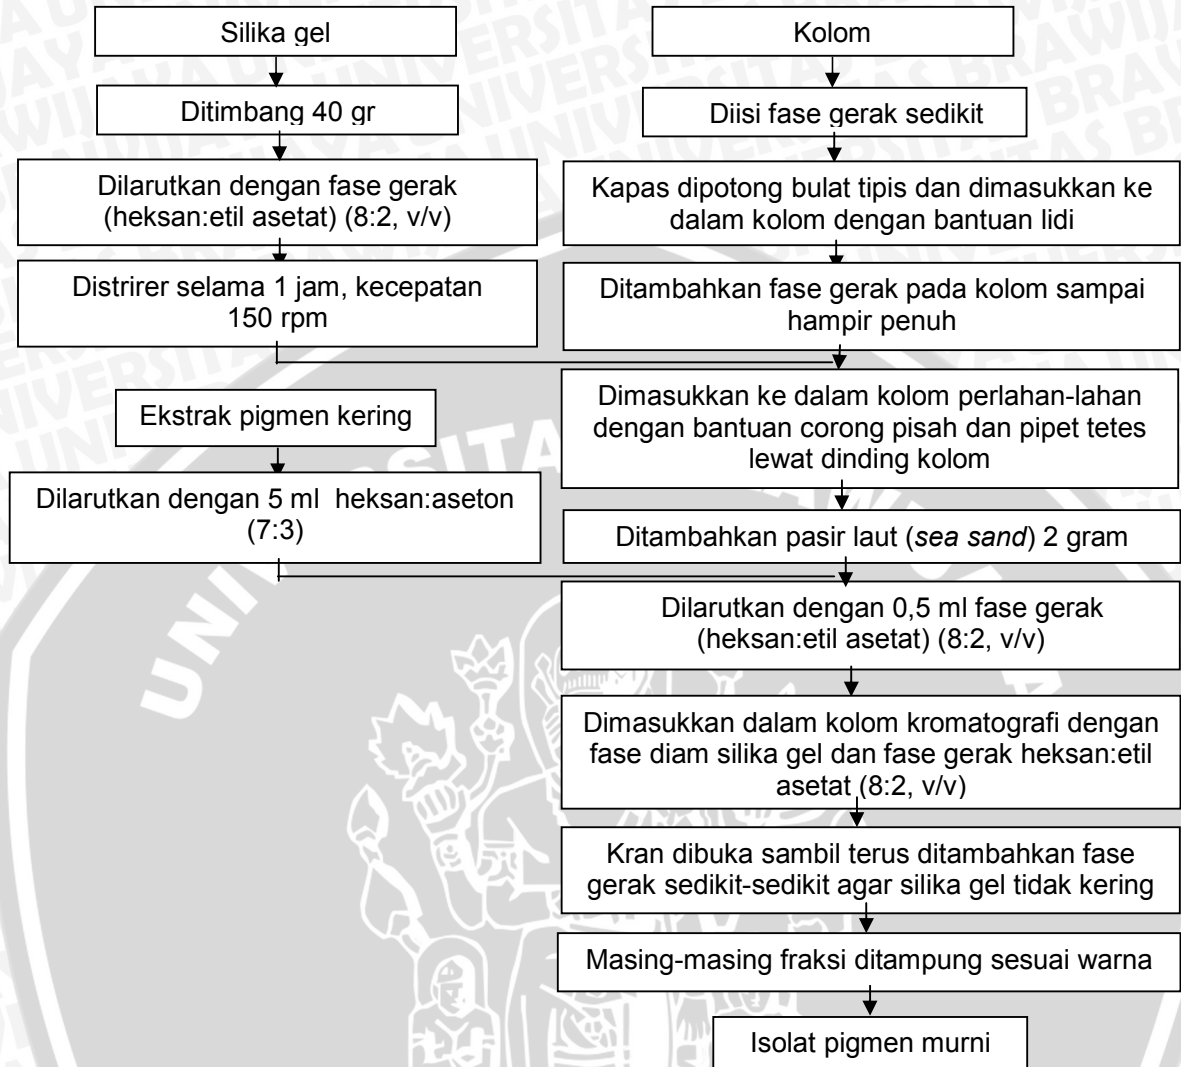 Silika gel
Ditimbang 40 gr
Dilarutkan dengan fase gerak
(heksan:etil asetat) (8:2, v/v)
Distrirer selama 1 jam, kecepatan
150 rpm
Kolom
Diisi fase gerak sedikit
Kapas dipotong bulat tipis dan dimasukkan ke
dalam kolom dengan bantuan lidi
Ditambahkan fase gerak pada kolom sampai
hampir penuh
Dimasukkan ke dalam kolom perlahan-lahan
dengan bantuan corong pisah dan pipet tetes
lewat dinding kolom
Ditambahkan pasir laut (sea sand) 2 gram
Ekstrak pigmen kering
Dilarutkan dengan 5 ml  heksan:aseton
(7:3)
Dilarutkan dengan 0,5 ml fase gerak
(heksan:etil asetat) (8:2, v/v)
Dimasukkan dalam kolom kromatografi dengan
fase diam silika gel dan fase gerak heksan:etil
asetat (8:2, v/v)
Kran dibuka sambil terus ditambahkan fase
gerak sedikit-sedikit agar silika gel tidak kering
Masing-masing fraksi ditampung sesuai warna
Isolat pigmen murni